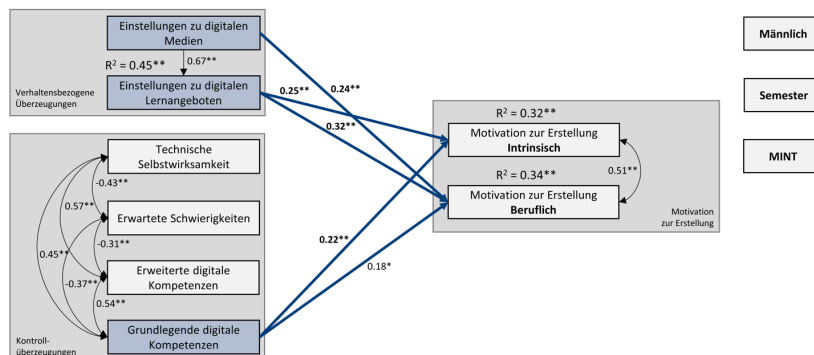 Einstellungen zu digitalen
Medien
R² = 0.45**
0.67**
Einstellungen zu digitalen
Lernangeboten
Verhaltensbezogene
Überzeugungen
0.25**
0.24**
0.32**
Technische
Selbstwirksamkeit
-0.43**
0.57**
Erwartete Schwierigkeiten
-0.31**
0.45**
-0.37**
Erweiterte digitale
Kompetenzen
0.54**
Grundlegende digitale
Kompetenzen
Kontroll-
überzeugungen
0.22**
0.18*
R² = 0.32**
Motivation zur Erstellung
Intrinsisch
R² = 0.34**
0.51**
Motivation zur Erstellung
Beruflich
Motivation
zur Erstellung
Männlich
Semester
MINT